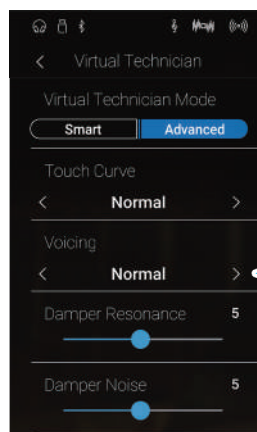 Virtual Technician
Virtual Technician Mode
Smart Advanced
Touch Curve
Normal
Voicing
Normal
Damper Resonance 5
Damper Noise 5